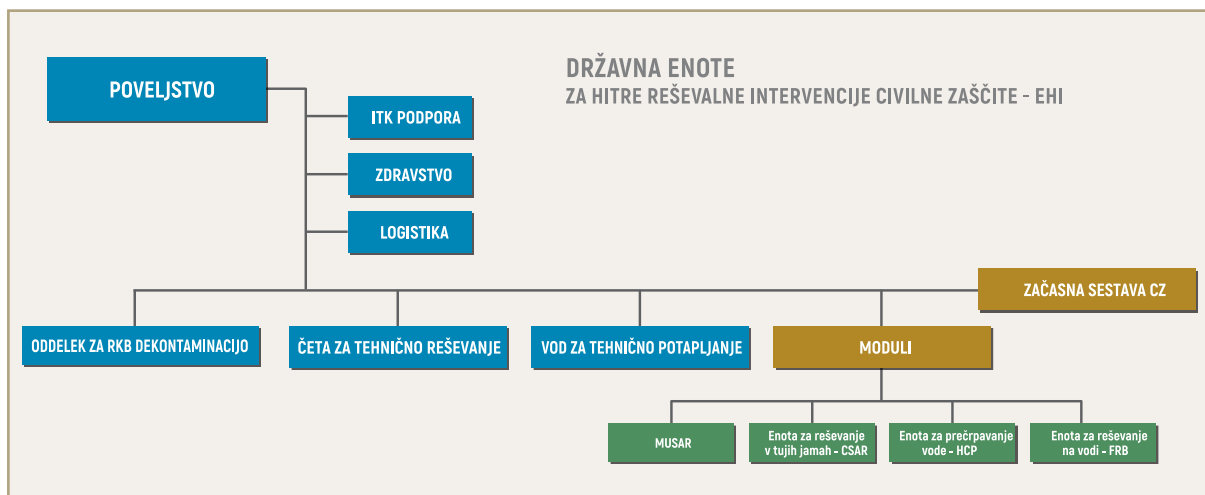 DRŽAVNA ENOTE
ZA HITRE REŠEVALNE INTERVENCIJE CIVILNE ZAŠČITE - EHI
POVELJSTVO
ITK PODPORA
ZDRAVSTVO
LOGISTIKA
ZAČASNA SESTAVA CZ
ODDELEK ZA RKB DEKONTAMINACIJO
ČETA ZA TEHNIČNO REŠEVANJE
VOD ZA TEHNIČNO POTAPLJANJE
MODULI
MUSAR
Enota za reševanje
v tujih jamah - CSAR
Enota za prečrpavanje
vode - HCP
Enota za reševanje
na vodi - FRB